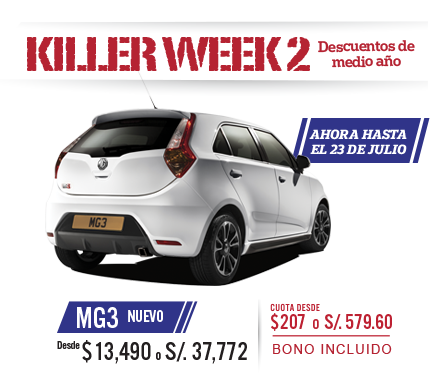 KILLER WEEK 2
Descuentos de
medio año
AHORA HASTA
EL 23 DE JULIO
MG3
MG3 NUEVO
Desde $13,490 o S/. 37,772
CUOTA DESDE
$207 o S/. 579.60
BONO INCLUIDO